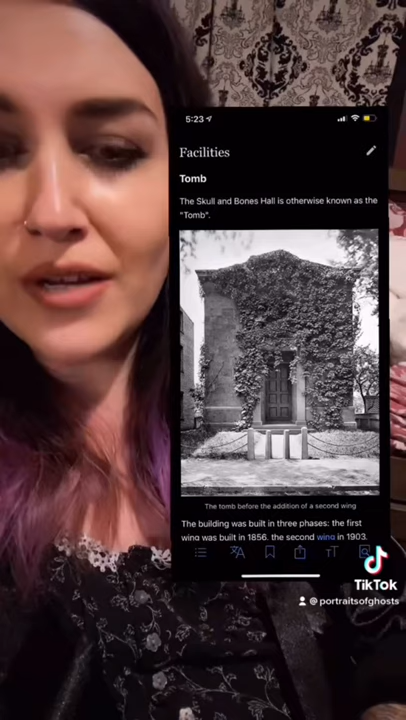 5:23
Facilities
Tomb
The Skull and Bones Hall is otherwise known as the
"Tomb".
The tomb before the addition of a second wing
The building was built in three phases: the first
wing was built in 1856, the second wing in 1903,
TT
TikTok
@portraitsofghosts